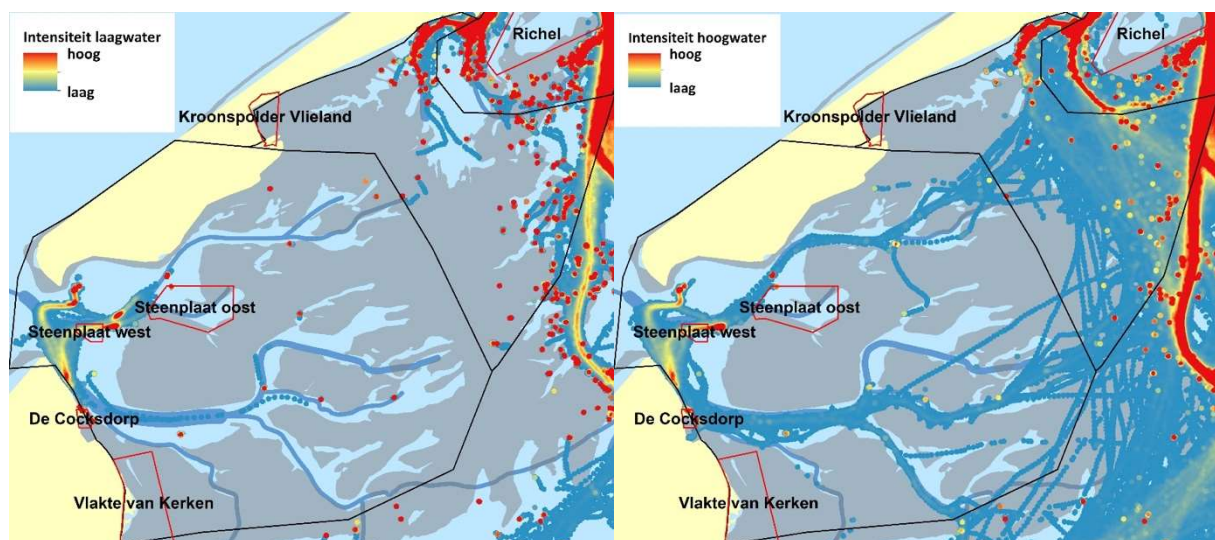 Intensiteit laagwater
hoog
laag
Richel
Kroonspolder Vlieland
Steenplaat oost
Steenplaat west
De Cocksdorp
Vlakte van Kerken
Intensiteit hoogwater
hoog
laag
Richel
Kroonspolder Vlieland
Steenplaat oost
Steenplaat west
De Cocksdorp
Vlakte van Kerken